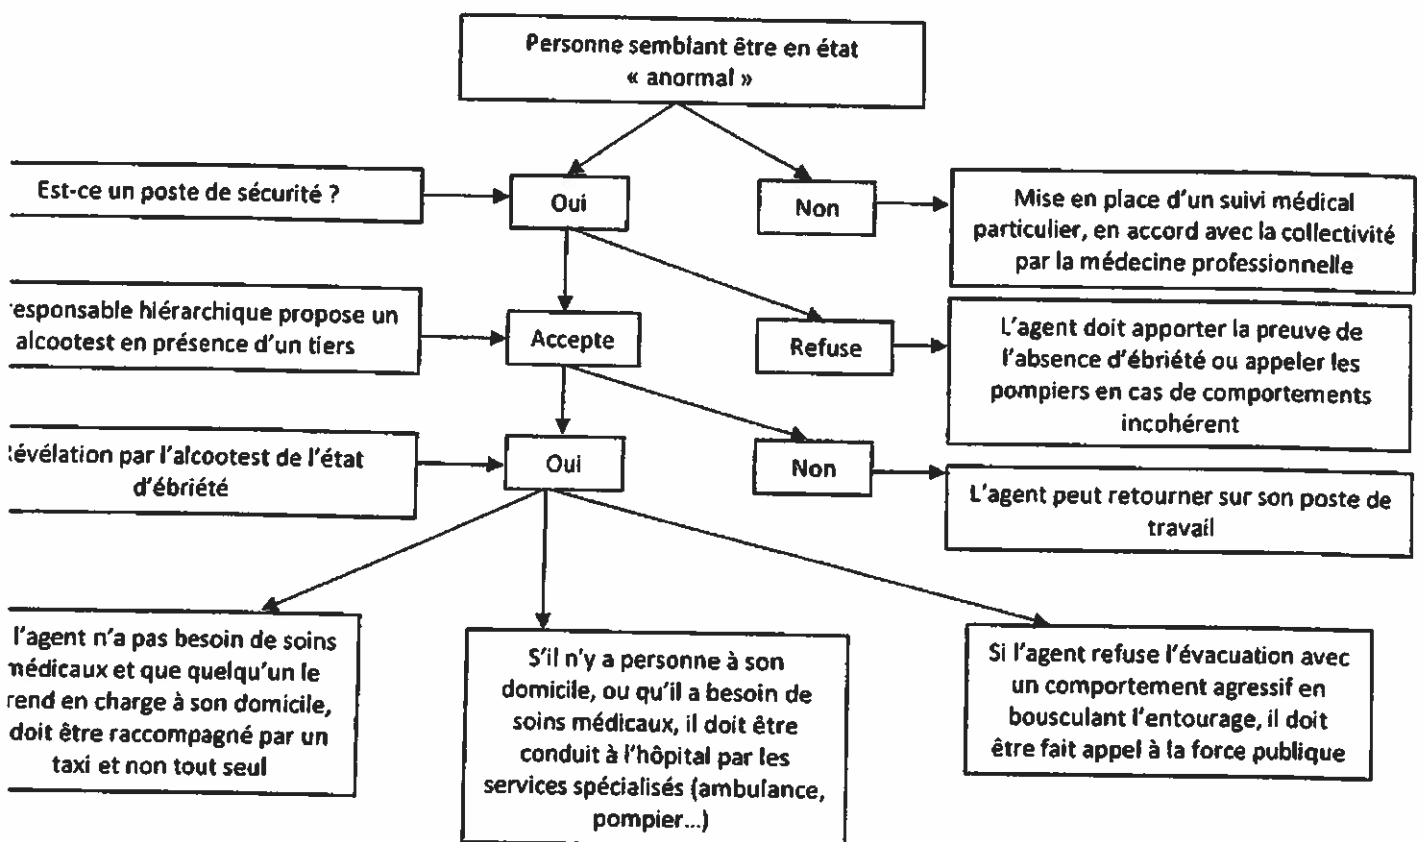 Personne semblant être en état
« anormal »
Est-ce un poste de sécurité ?
Oui
Non
Mise en place d'un suivi médical
particulier, en accord avec la collectivité
par la médecine professionnelle
responsable hiérarchique propose un
alcootest en présence d'un tiers
Accepte
Refuse
L'agent doit apporter la preuve de
l'absence d'ébriété ou appeler les
pompiers en cas de comportements
incohérent
évélation par l'alcootest de l'état
d'ébriété
Oui
Non
L'agent peut retourner sur son poste de
travail
l'agent n'a pas besoin de soins
médicaux et que quelqu'un le
rend en charge à son domicile,
doit être raccompagné par un
taxi et non tout seul
S'il n'y a personne à son
domicile, ou qu'il a besoin de
soins médicaux, il doit être
conduit à l'hôpital par les
services spécialisés (ambulance,
pompier...)
Si l'agent refuse l'évacuation avec
un comportement agressif en
bousculant l'entourage, il doit
être fait appel à la force publique